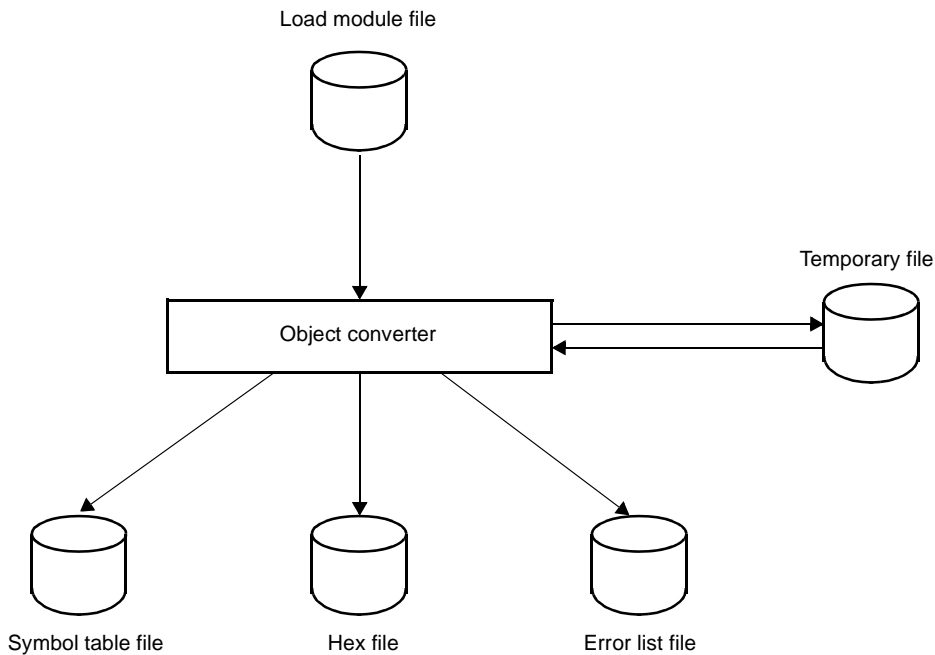 Load module file
Temporary file
Object converter
Symbol table file
Hex file
Error list file